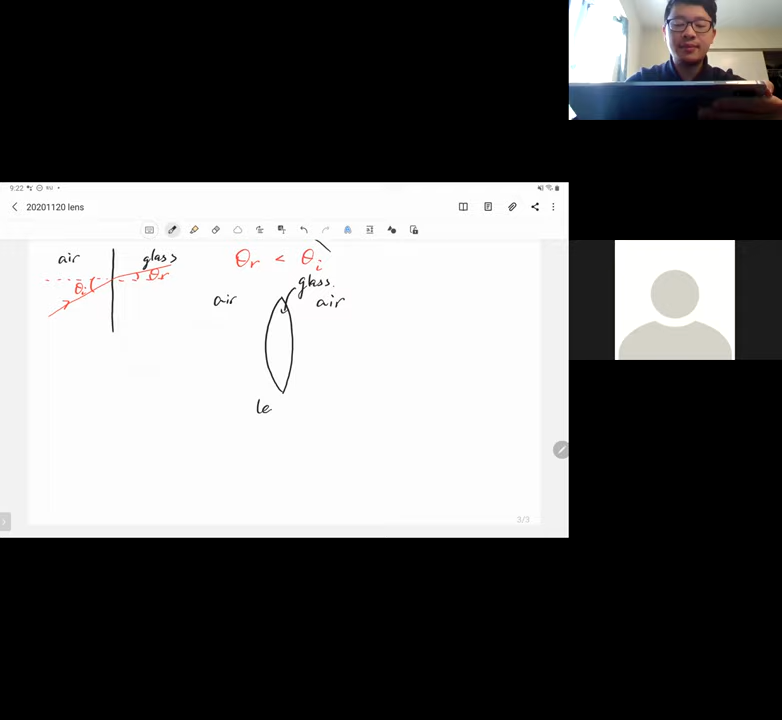 9:22
20201120 lens
air
glass
θr < θi
θi
θr
glass.
air
air
le
3/3